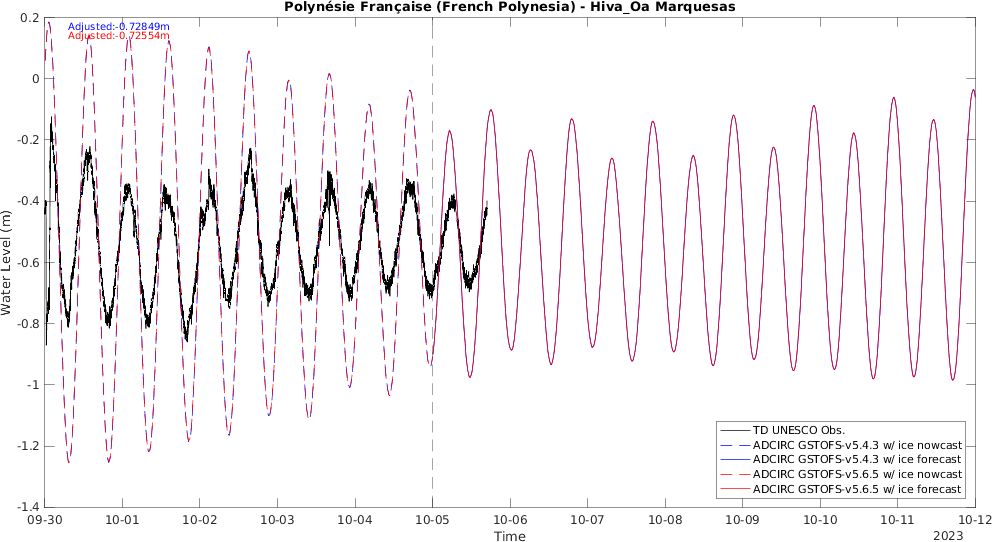 Polynésie Française (French Polynesia) - Hiva_Oa Marquesas
Adjusted:-0.72849m
Adjusted:-0.72554m
0.2
0
-0.2
-0.4
-0.6
-0.8
-1
-1.2
-1.4
Water Level (m)
TD UNESCO Obs.
ADCIRC GSTOFS-v5.4.3 w/ ice nowcast
ADCIRC GSTOFS-v5.4.3 w/ ice forecast
ADCIRC GSTOFS-v5.6.5 w/ ice nowcast
ADCIRC GSTOFS-v5.6.5 w/ ice forecast
09-30 10-01 10-02 10-03 10-04 10-05 10-06 10-07 10-08 10-09 10-10 10-11 10-12
Time
2023